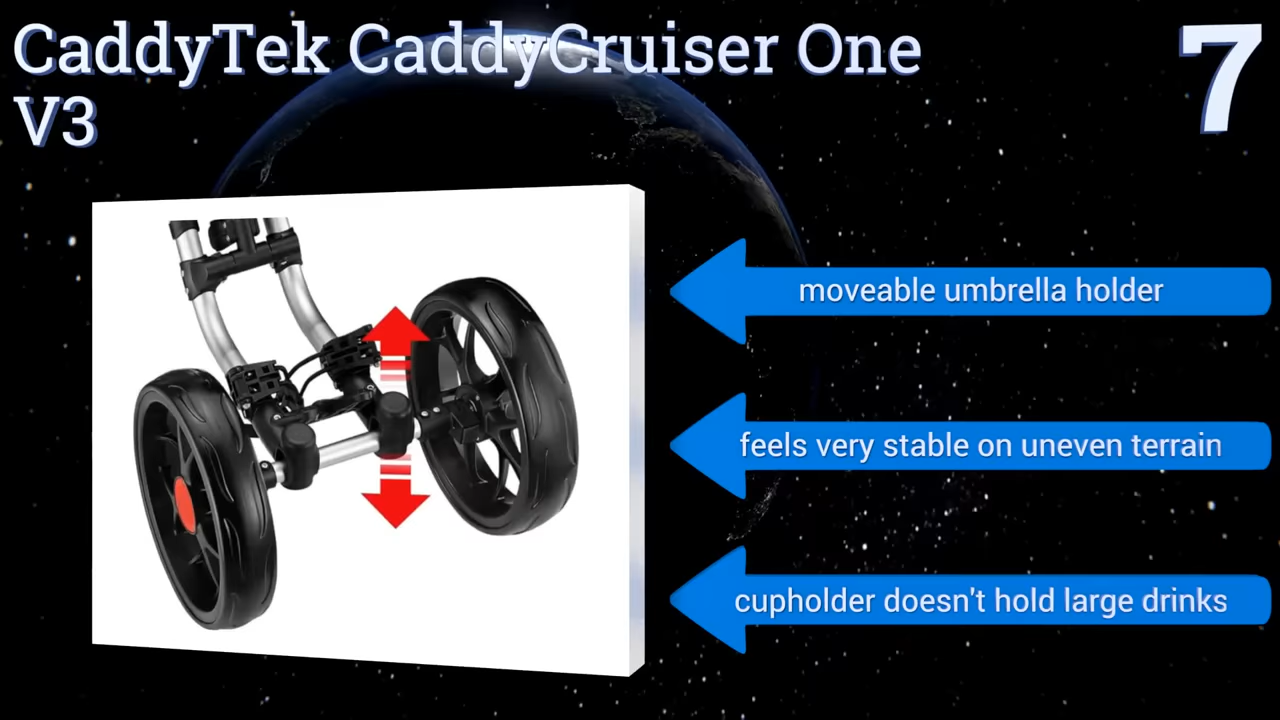 CaddyTek CaddyCruiser One
V3
7
moveable umbrella holder
feels very stable on uneven terrain
cupholder doesn't hold large drinks